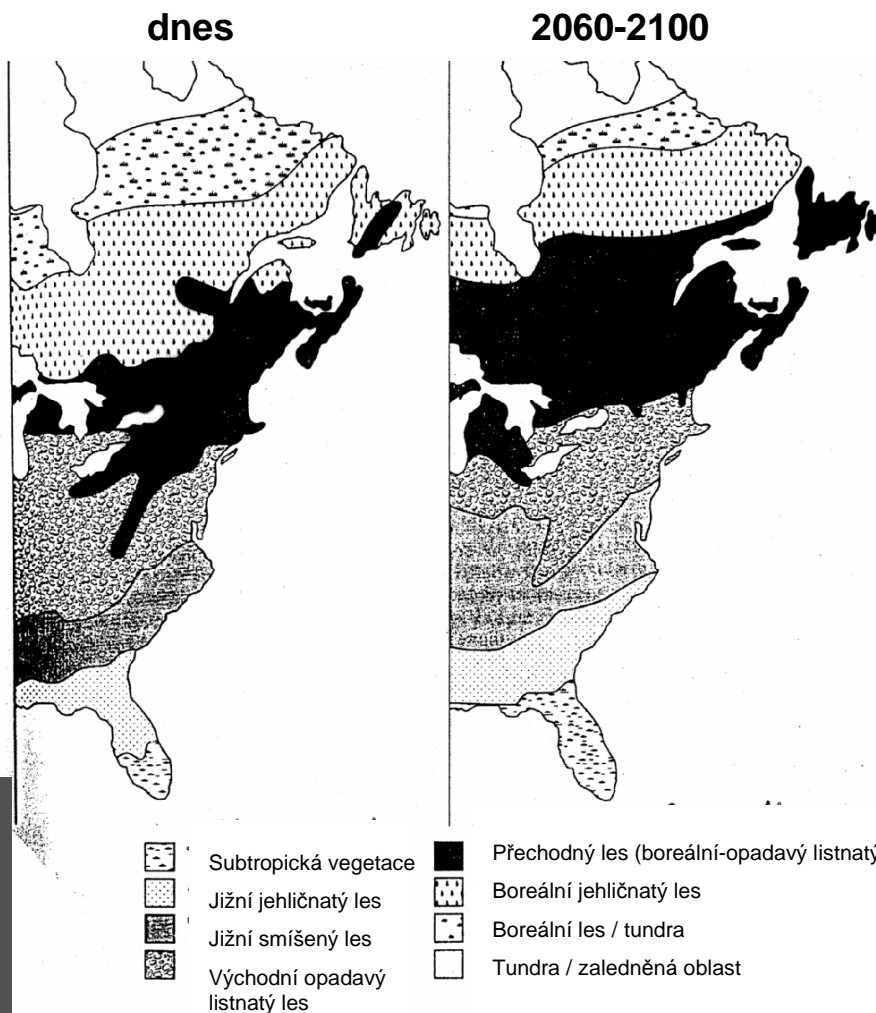 dnes
2060-2100
Subtropická vegetace
Jižní jehličnatý les
Jižní smíšený les
Východní opadavý
listnatý les
Přechodný les (boreální-opadavý listnatý
Boreální jehličnatý les
Boreální les / tundra
Tundra / zaledněná oblast